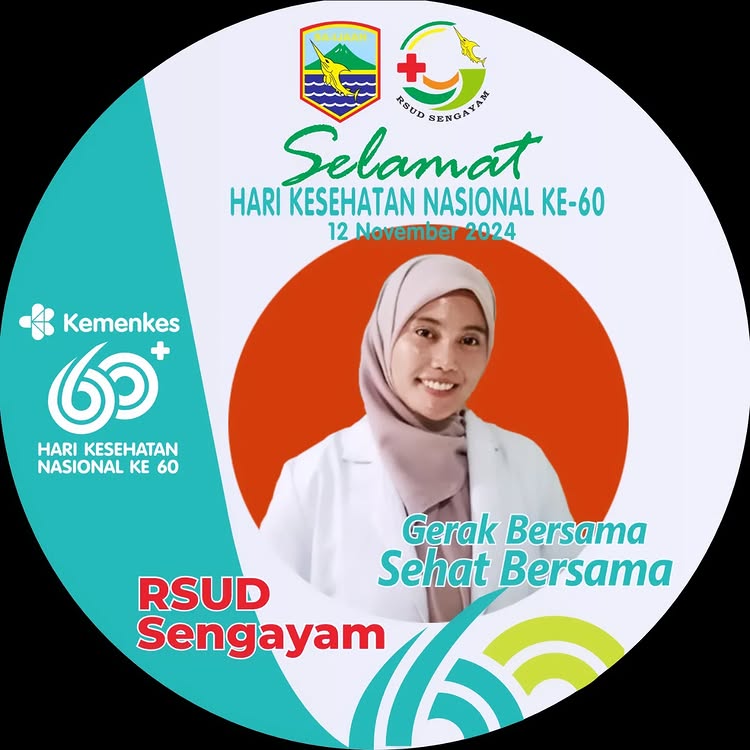 RSUD SENGAYAM
Selamat
HARI KESEHATAN NASIONAL KE-60
12 November 2024
Kemenkes
60+
HARI KESEHATAN
NASIONAL KE 60
Gerak Bersama
Sehat Bersama
RSUD
Sengayam
60